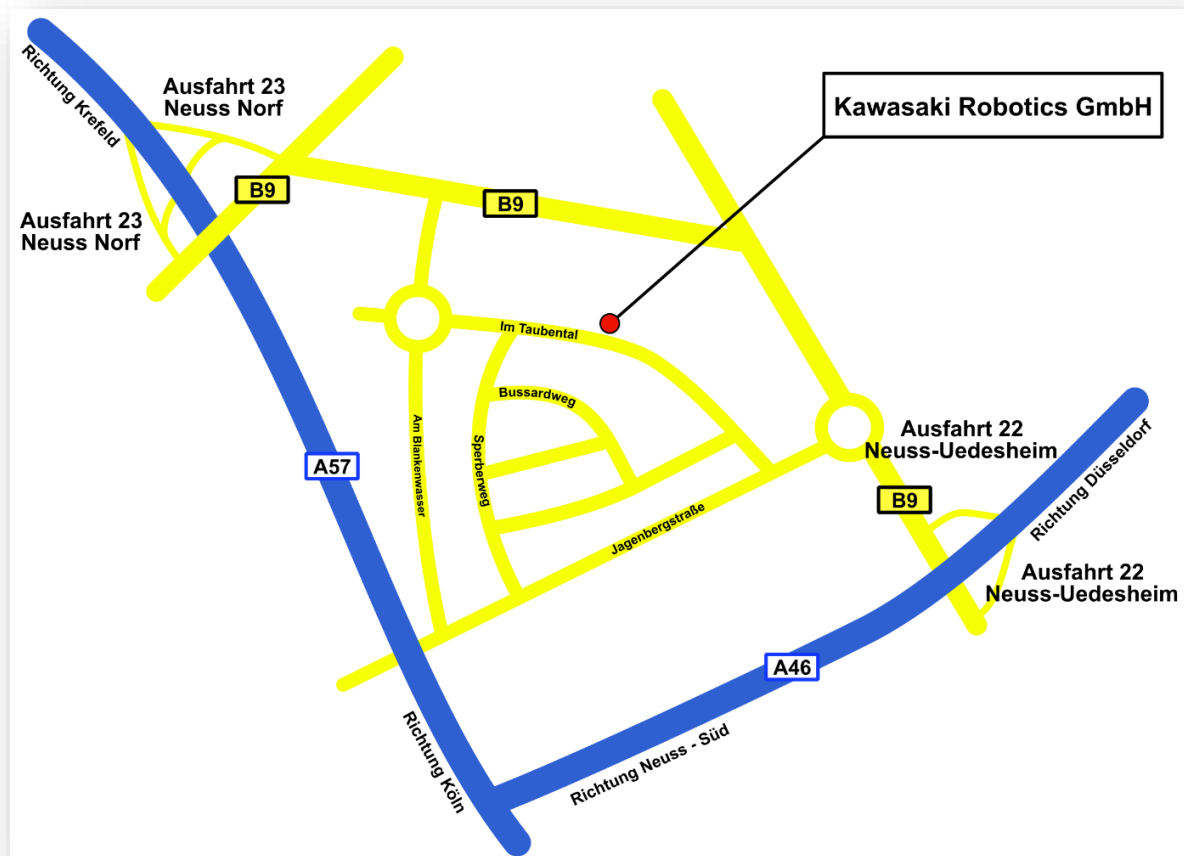 Richtung Krefeld
Ausfahrt 23
Neuss Norf
Kawasaki Robotics GmbH
B9
B9
Ausfahrt 23
Neuss Norf
Im Taubental
Bussardweg
Am Blankenwasser
Sperberweg
Ausfahrt 22
Neuss-Uedesheim
A57
B9
Richtung Düsseldorf
Jagenbergstraße
Ausfahrt 22
Neuss-Uedesheim
A46
Richtung Köln
Richtung Neuss - Süd